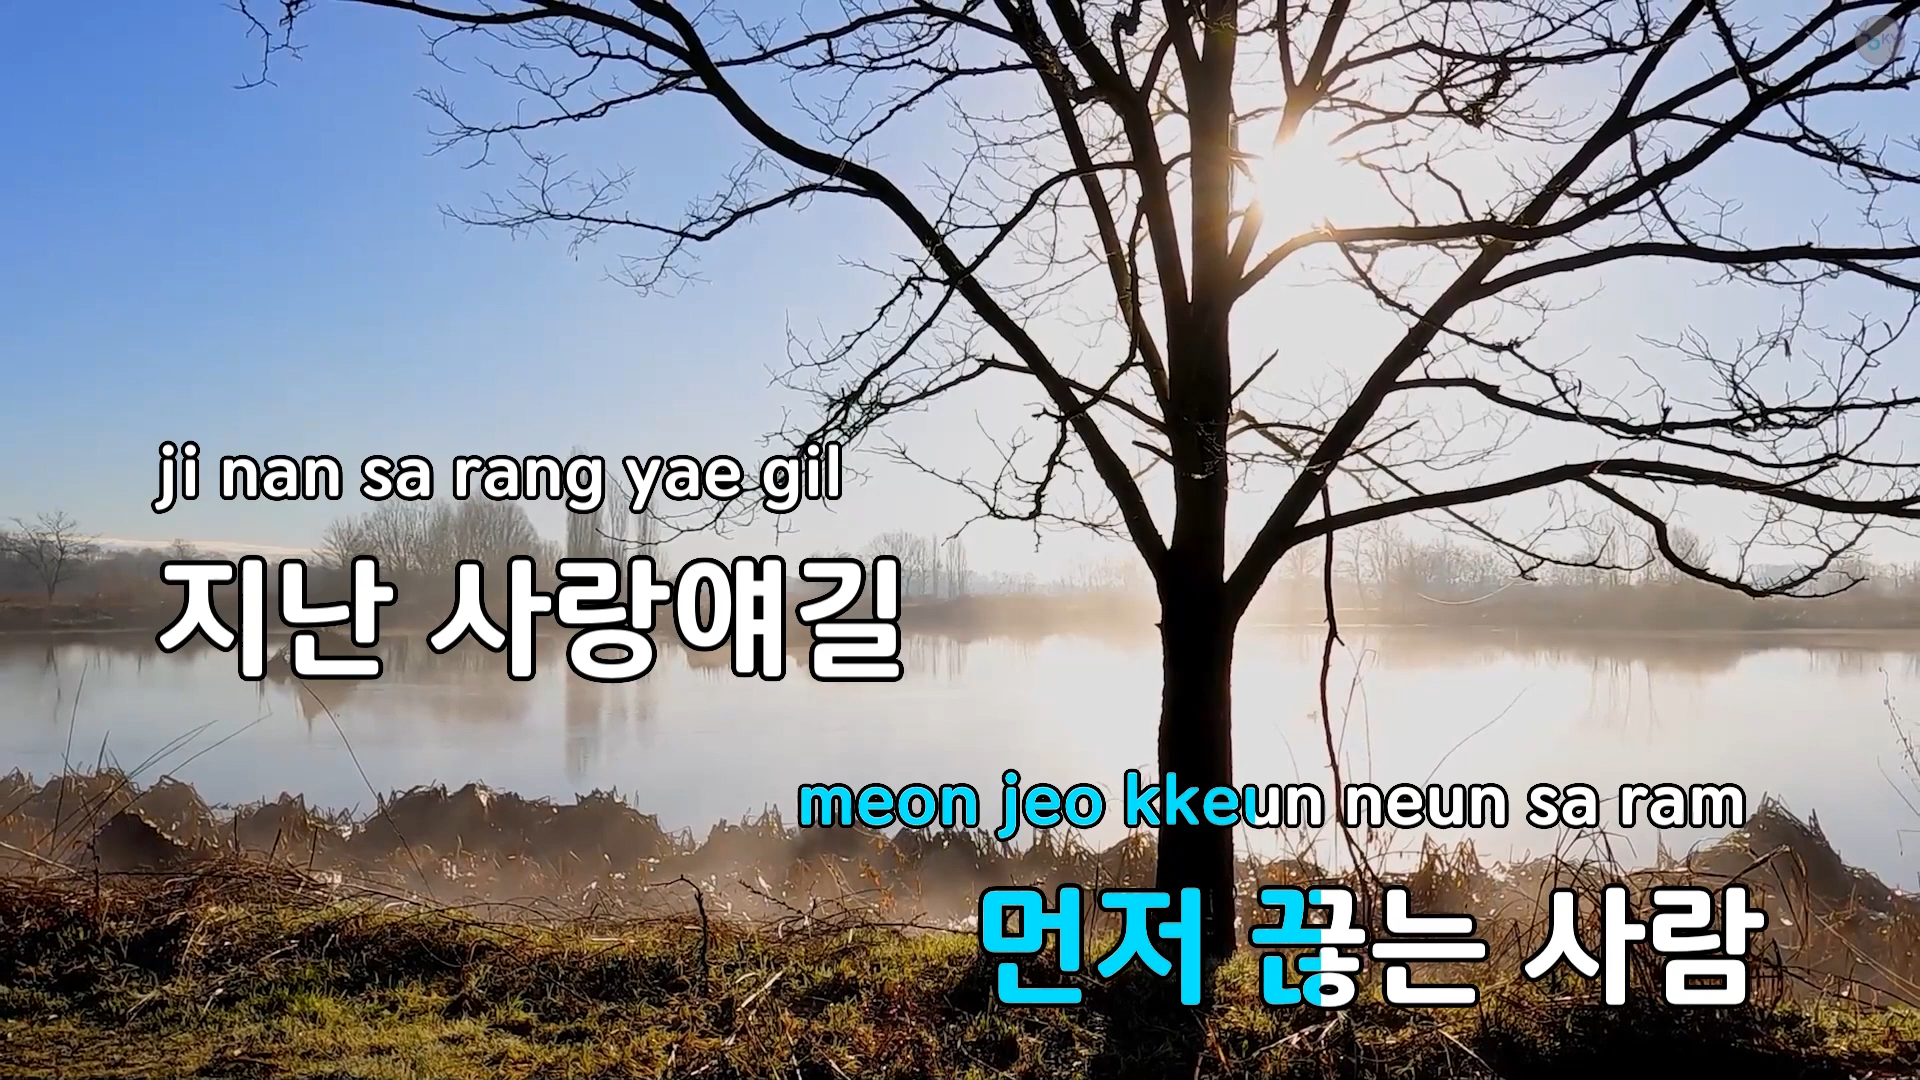 ji nan sa rang yae gil
지난 사랑얘길
meon jeo kkeun neun sa ram
먼저 끊는 사람